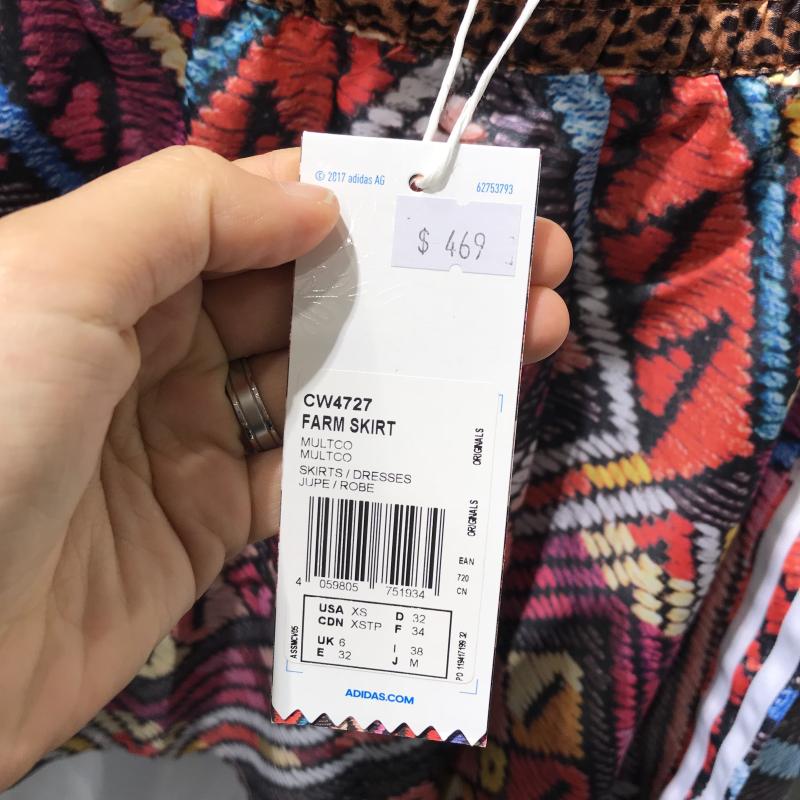 © 2017 adidas AG
62753793
$ 469
CW4727
FARM SKIRT
MULTCO
MULTCO
SKIRTS / DRESSES
JUPE / ROBE
ORIGINALS
ORIGINALS
EAN
720
CN
4 059805 751934
USA XS D 32
CDN XSTP F 34
UK 6 I 38
E 32 J M
ASSMCV05
ADIDAS.COM